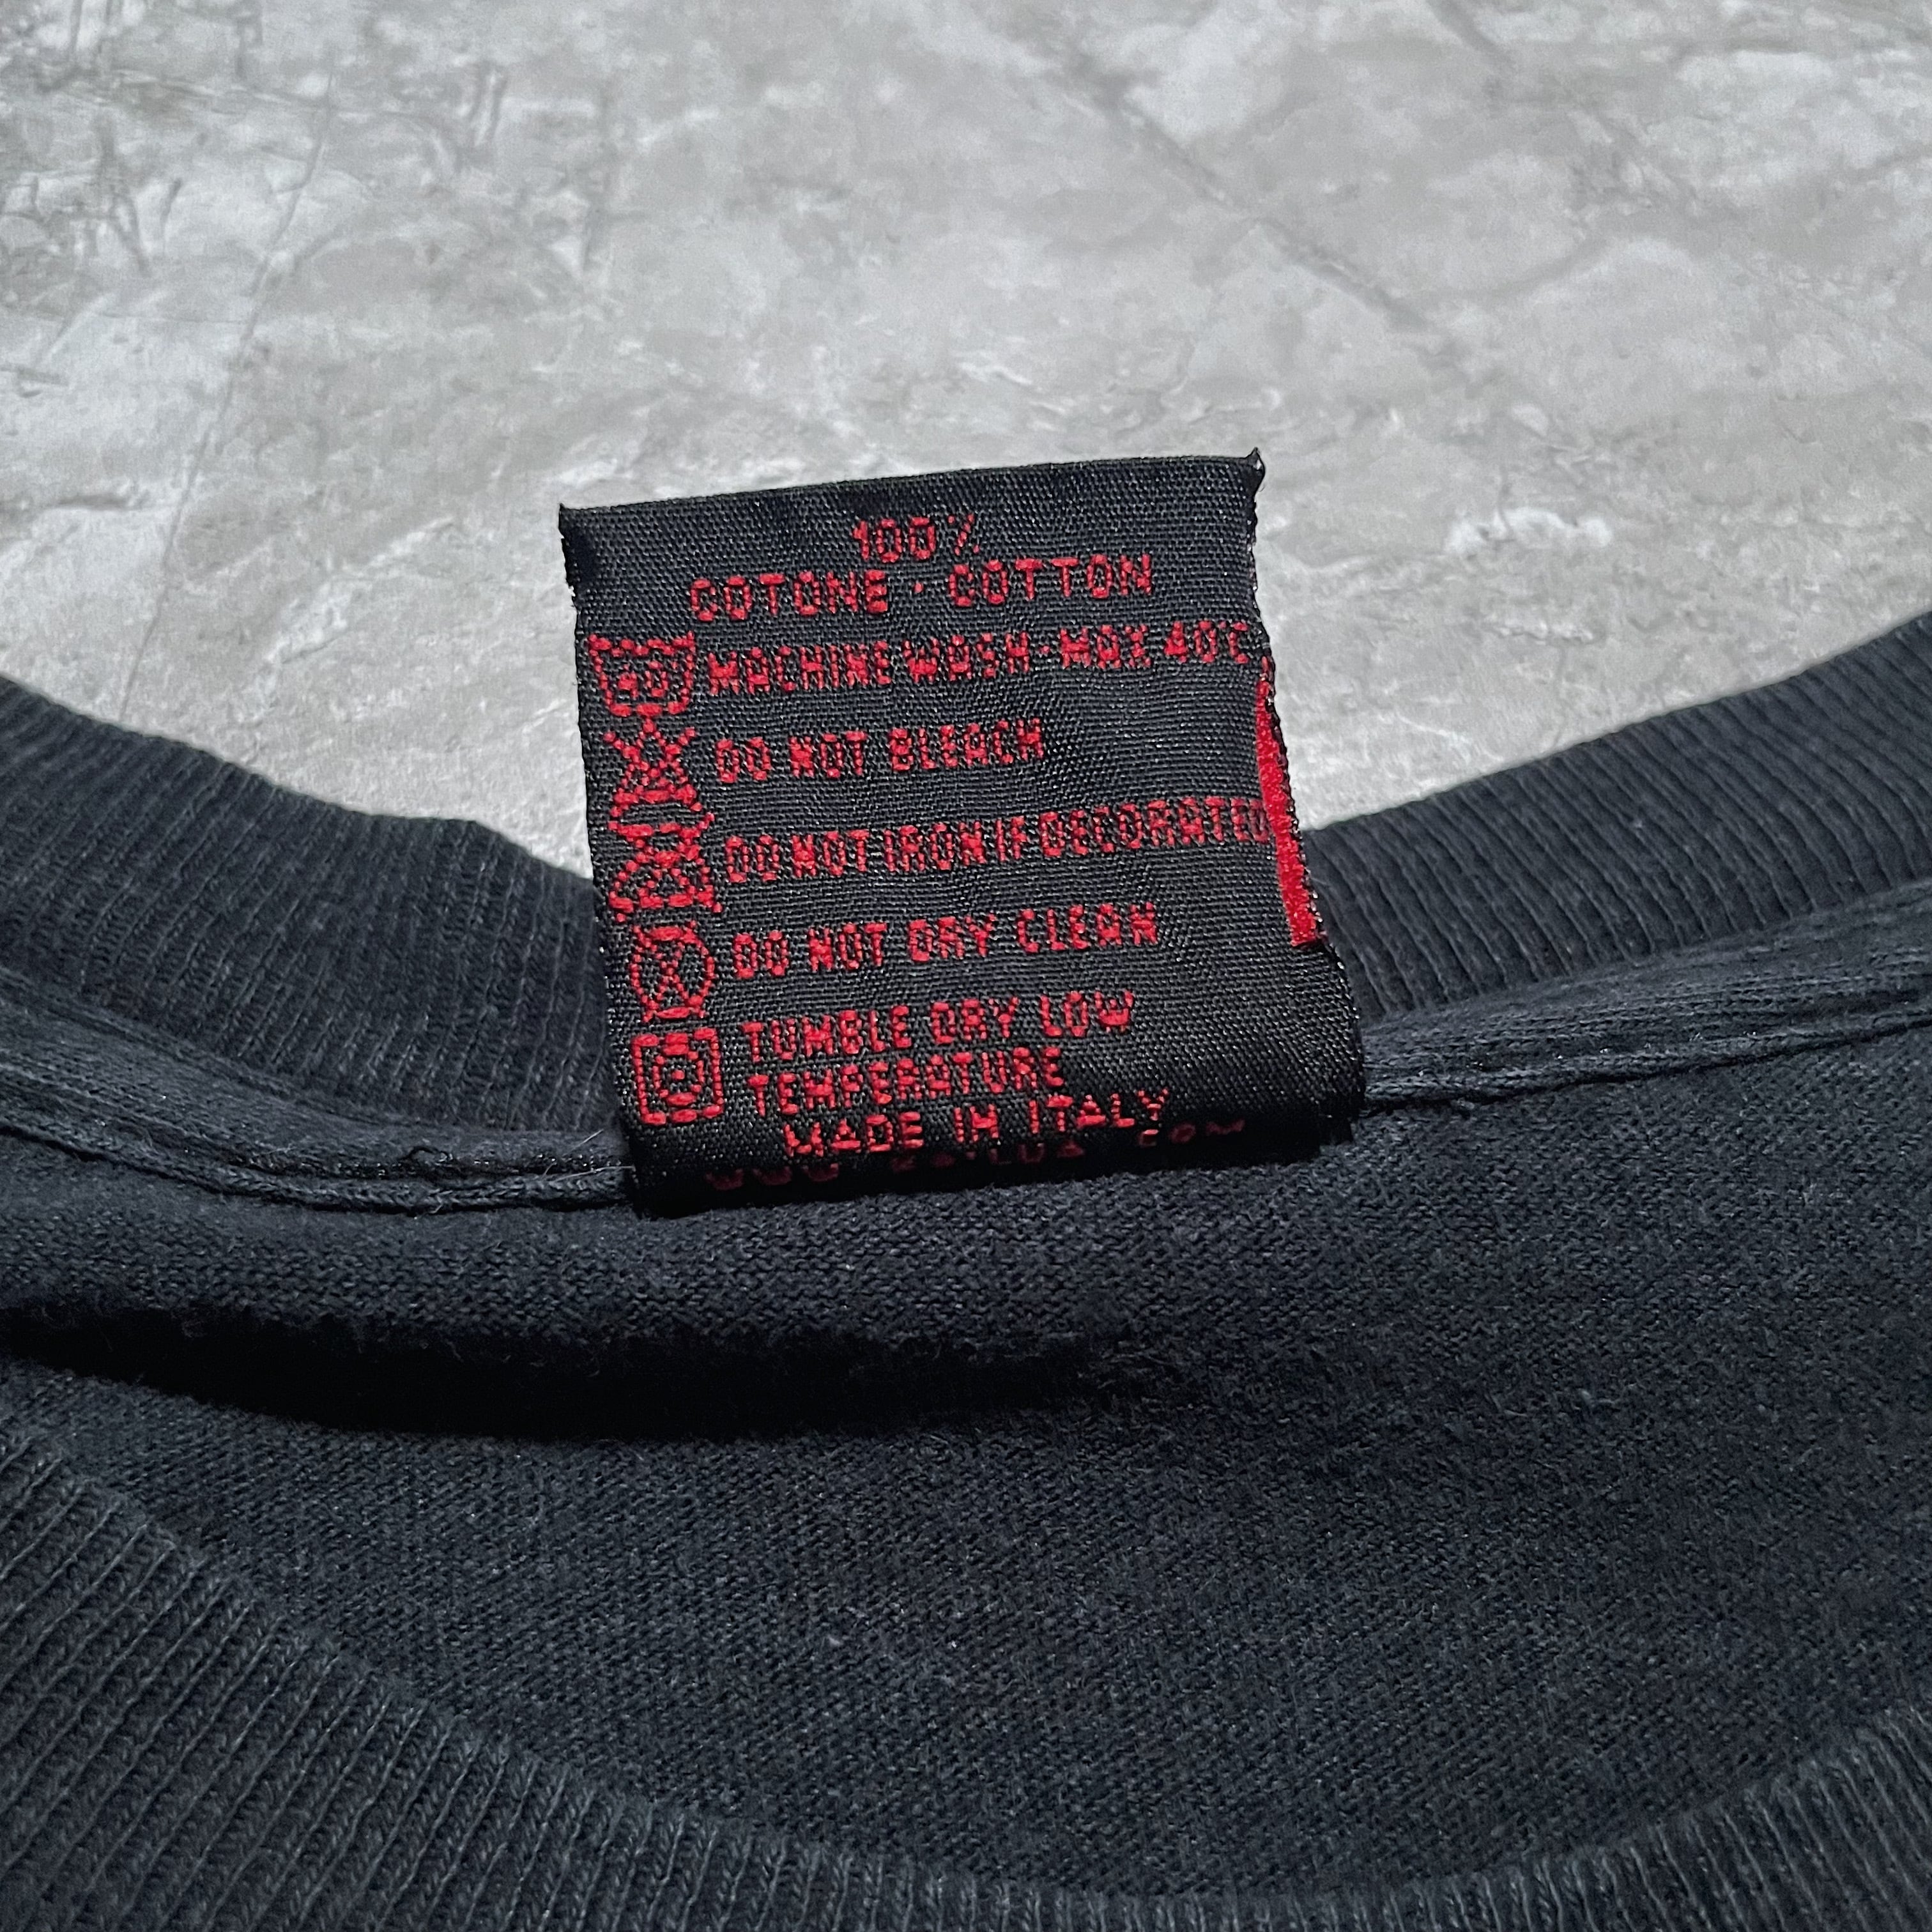 100%
COTONE · COTTON
40°
MACHINE WASH - MAX 40°C
DO NOT BLEACH
DO NOT IRON IF DECORATED
DO NOT DRY CLEAN
TUMBLE DRY LOW
TEMPERATURE
MADE IN ITALY